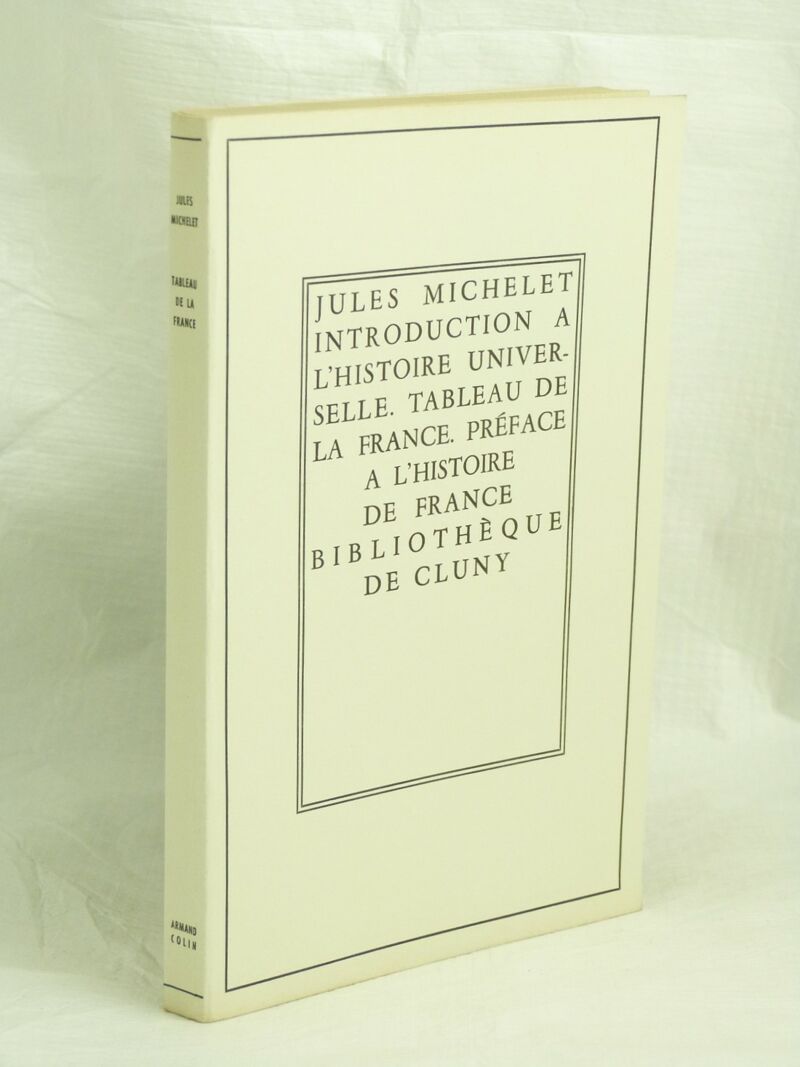 JULES
MICHELET
TABLEAU
DE LA
FRANCE
ARMAND
COLIN
JULES MICHELET
INTRODUCTION A
L'HISTOIRE UNIVER-
SELLE. TABLEAU DE
LA FRANCE. PRÉFACE
A L'HISTOIRE
DE FRANCE
BIBLIOTHÈQUE
DE CLUNY